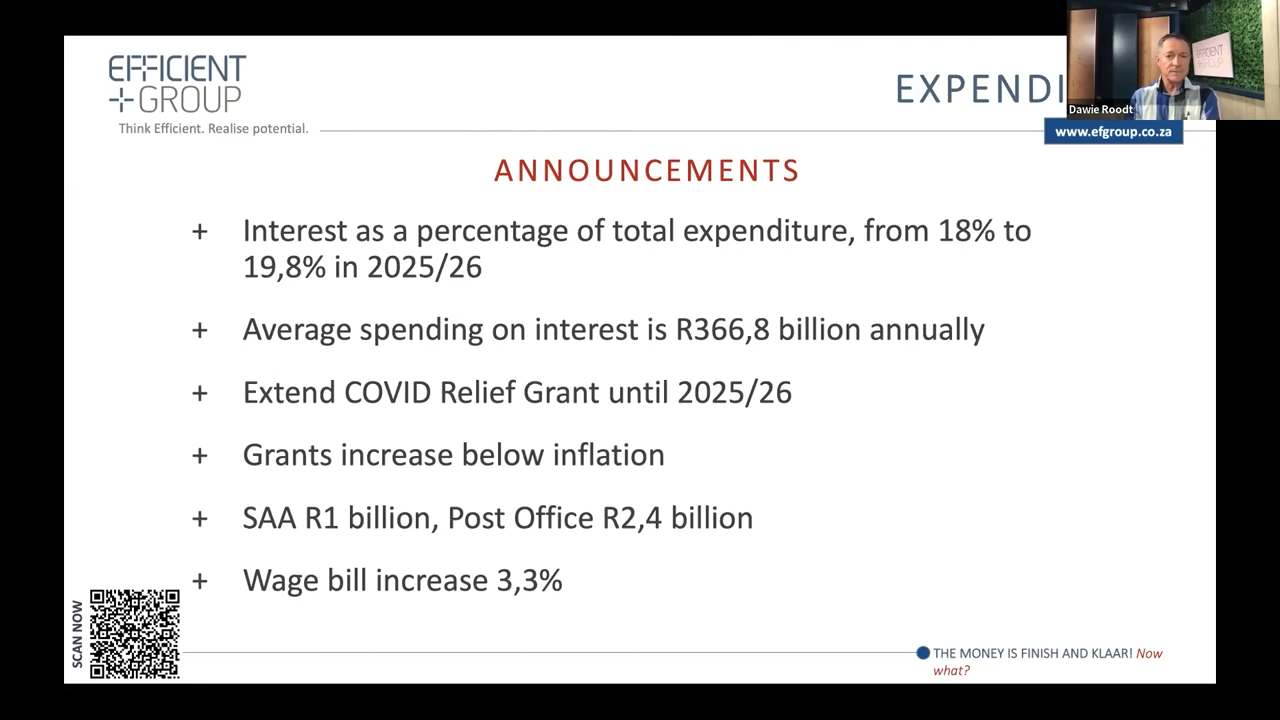 EFFICIENT
GROUP
Think Efficient. Realise potential.
EXPENDI
EFFICIENT
GROUP
Dawie Roodt
www.efgroup.co.za
ANNOUNCEMENTS
+ Interest as a percentage of total expenditure, from 18% to
19,8% in 2025/26
+ Average spending on interest is R366,8 billion annually
+ Extend COVID Relief Grant until 2025/26
+ Grants increase below inflation
+ SAA R1 billion, Post Office R2,4 billion
+ Wage bill increase 3,3%
SCAN NOW
THE MONEY IS FINISH AND KLAAR! Now
what?